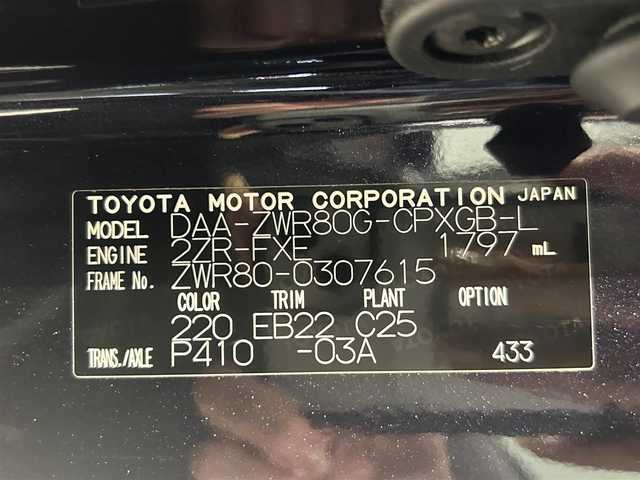 TOYOTA MOTOR CORPORATION JAPAN
MODEL DAA-ZWR80G-CPXGB-L
ENGINE 2ZR-FXE 1797 mL
FRAME No. ZWR80-0307615
COLOR TRIM PLANT OPTION
220 EB22 C25
TRANS./AXLE P410 -03A 433